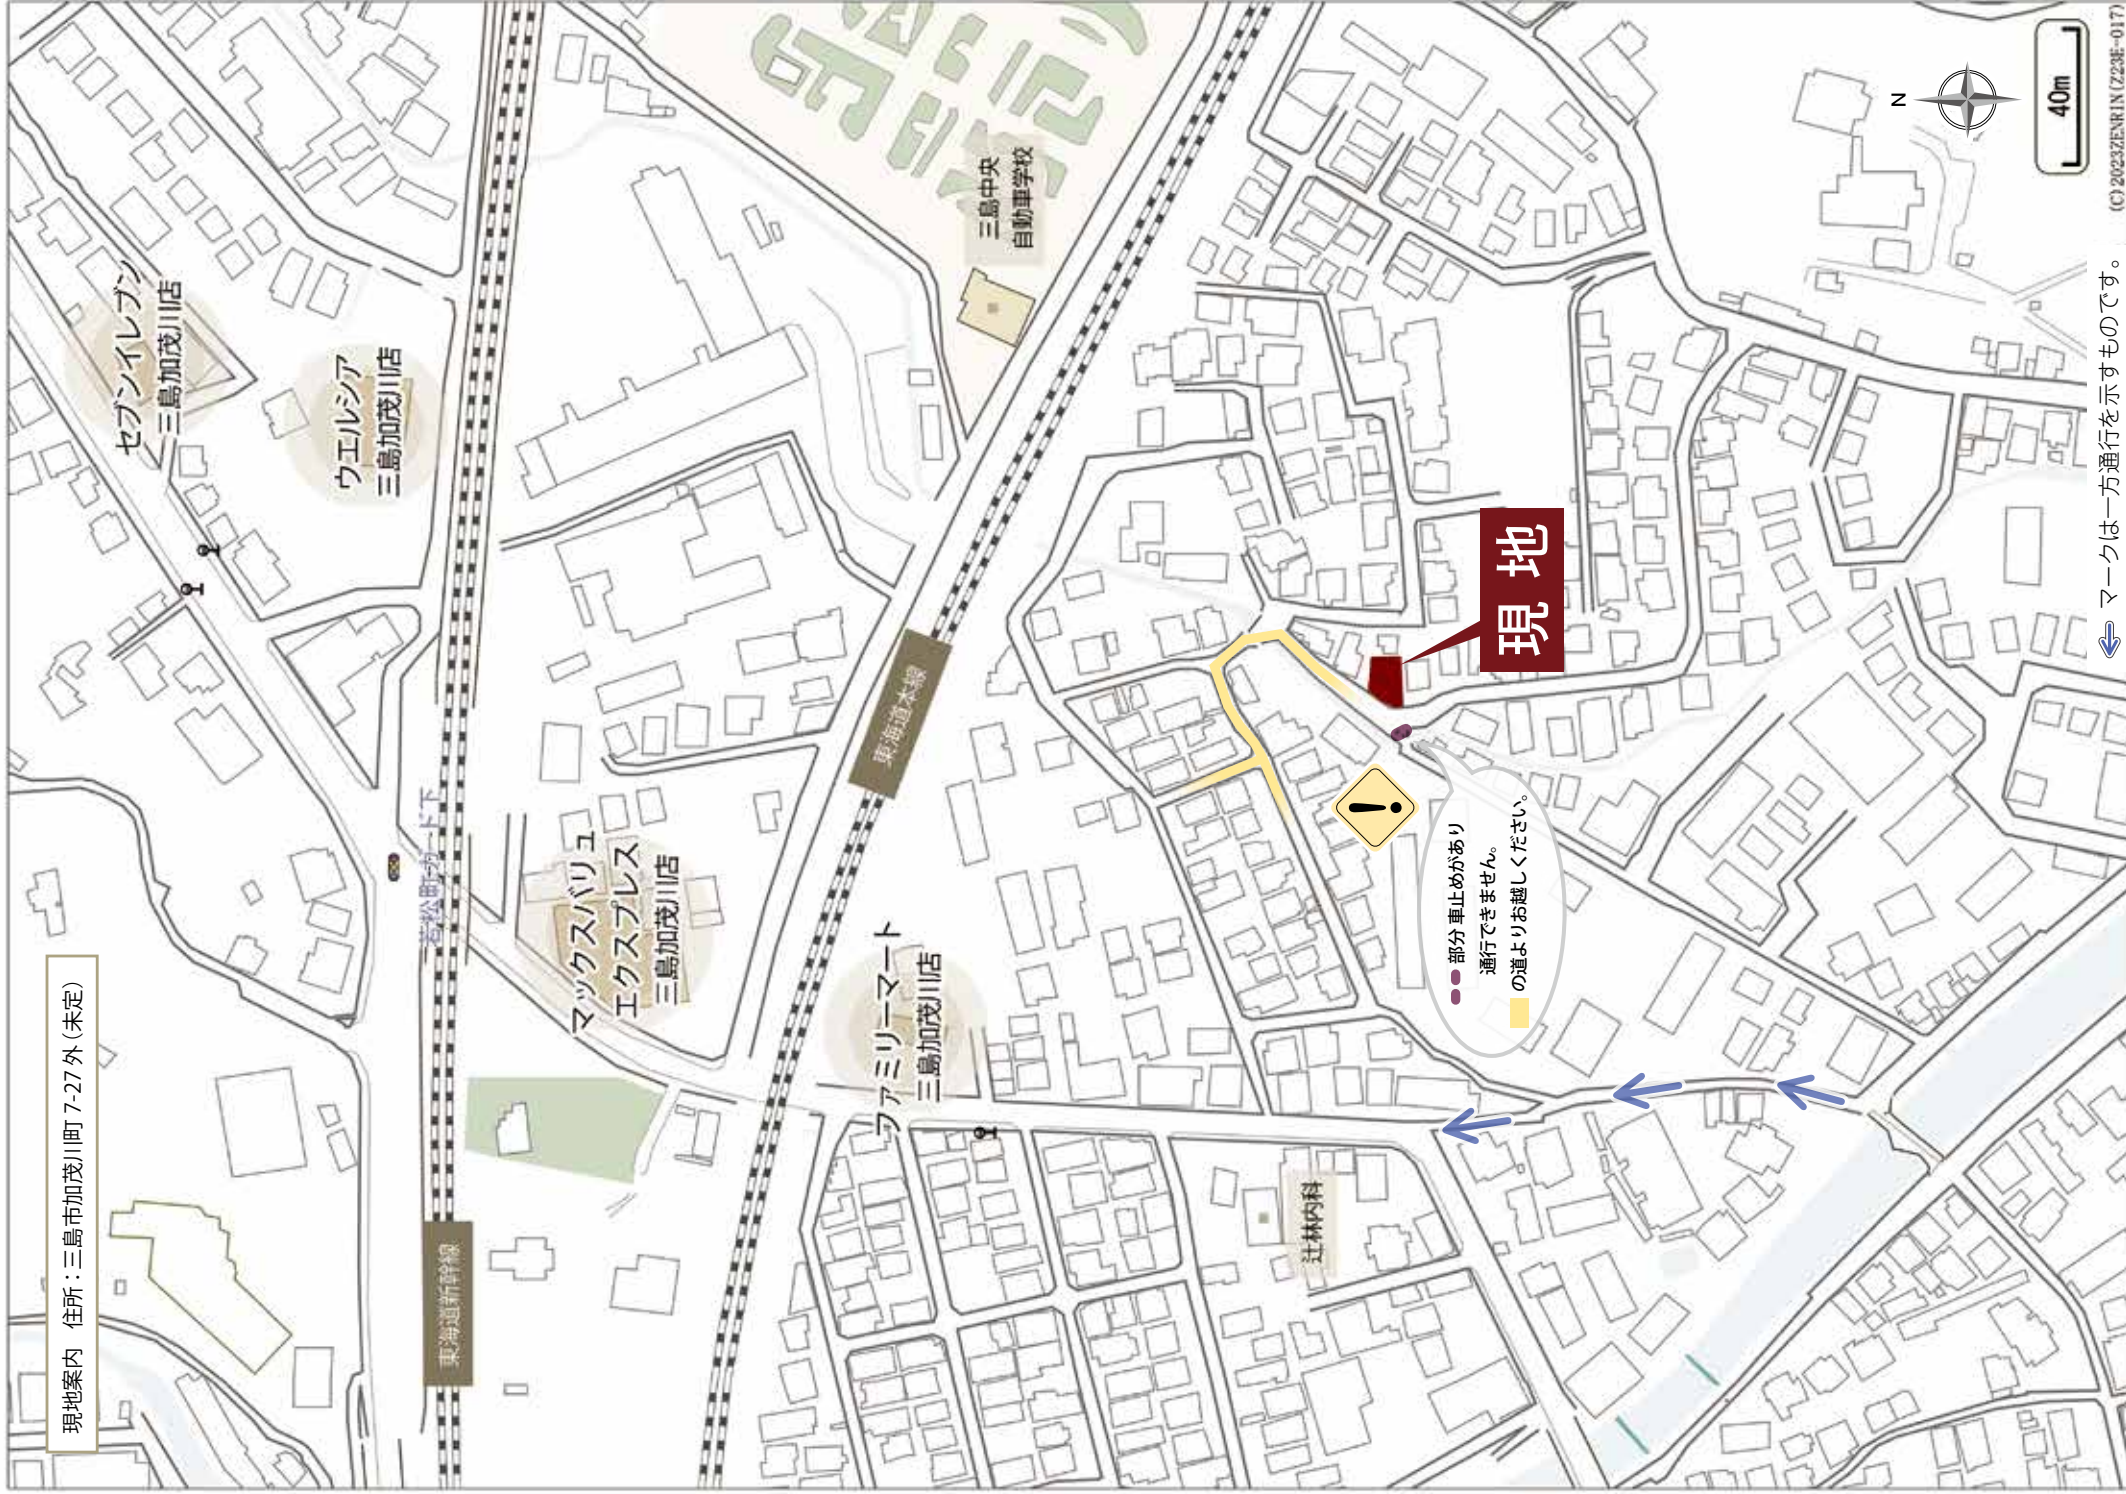 現地案内　住所：三島市加茂川町 7-27 外（未定）
セブンイレブン
三島加茂川店
ウエルシア
三島加茂川店
若松町ガード下
東海道新幹線
マックスバリュ
エクスプレス
三島加茂川店
東海道本線
ファミリーマート
三島加茂川店
三島中央
自動車学校
辻林内科
現 地
部分 車止めがあり
通行できません。
の道よりお越しください。
N
40m
マークは一方通行を示すものです。
(C)2023ZENRIN(Z23E-017)